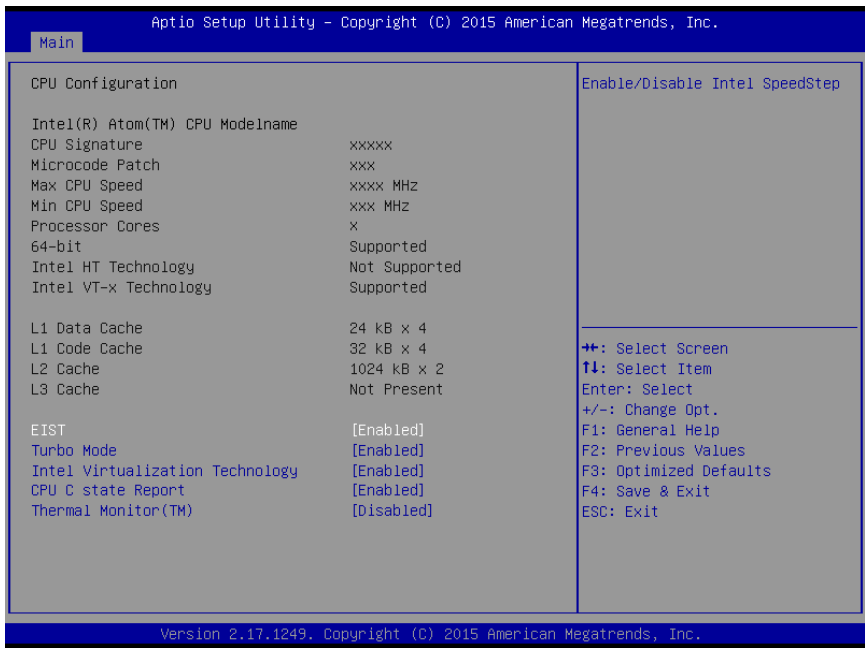 Aptio Setup Utility – Copyright (C) 2015 American Megatrends, Inc.
Main
CPU Configuration
Intel(R) Atom(TM) CPU Modelname
CPU Signature xxxxx
Microcode Patch xxx
Max CPU Speed xxxx MHz
Min CPU Speed xxx MHz
Processor Cores x
64-bit Supported
Intel HT Technology Not Supported
Intel VT-x Technology Supported
L1 Data Cache 24 kB x 4
L1 Code Cache 32 kB x 4
L2 Cache 1024 kB x 2
L3 Cache Not Present
EIST [Enabled]
Turbo Mode [Enabled]
Intel Virtualization Technology [Enabled]
CPU C state Report [Enabled]
Thermal Monitor(TM) [Disabled]
Enable/Disable Intel SpeedStep
→←: Select Screen
↑↓: Select Item
Enter: Select
+/-: Change Opt.
F1: General Help
F2: Previous Values
F3: Optimized Defaults
F4: Save & Exit
ESC: Exit
Version 2.17.1249. Copyright (C) 2015 American Megatrends, Inc.